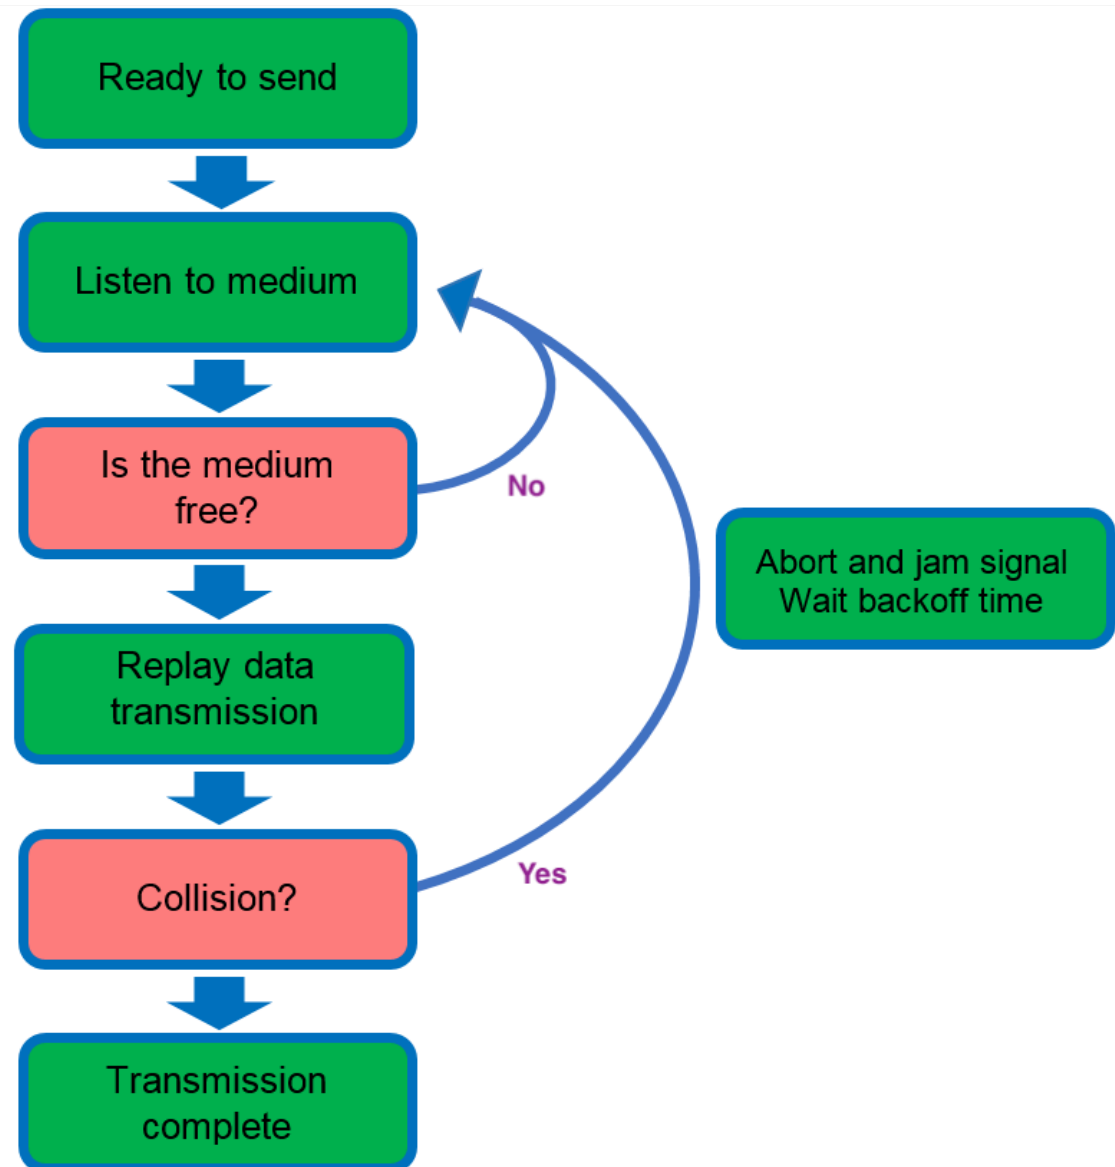 Ready to send
Listen to medium
Is the medium
free?
No
Abort and jam signal
Wait backoff time
Replay data
transmission
Collision?
Yes
Transmission
complete